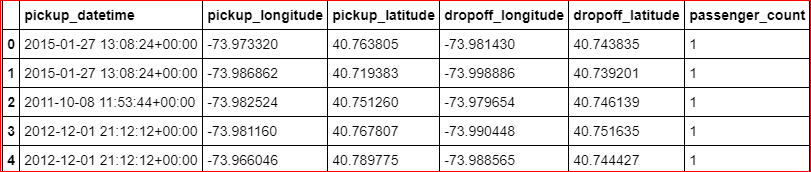 pickup_datetime pickup_longitude pickup_latitude dropoff_longitude dropoff_latitude passenger_count
0 2015-01-27 13:08:24+00:00 -73.973320 40.763805 -73.981430 40.743835 1
1 2015-01-27 13:08:24+00:00 -73.986862 40.719383 -73.998886 40.739201 1
2 2011-10-08 11:53:44+00:00 -73.982524 40.751260 -73.979654 40.746139 1
3 2012-12-01 21:12:12+00:00 -73.981160 40.767807 -73.990448 40.751635 1
4 2012-12-01 21:12:12+00:00 -73.966046 40.789775 -73.988565 40.744427 1